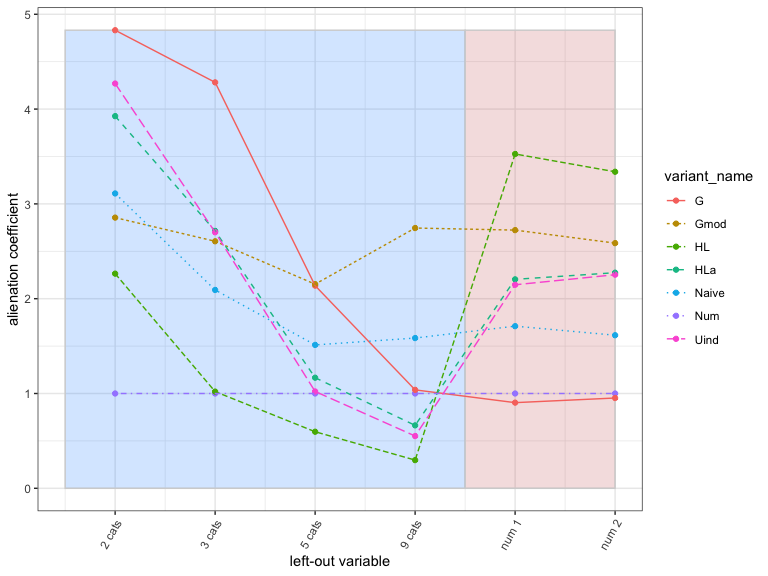 5
4
3
2
1
0
alienation coefficient
2 cats
3 cats
5 cats
9 cats
num 1
num 2
left-out variable
variant_name
G
Gmod
HL
HLa
Naive
Num
Uind